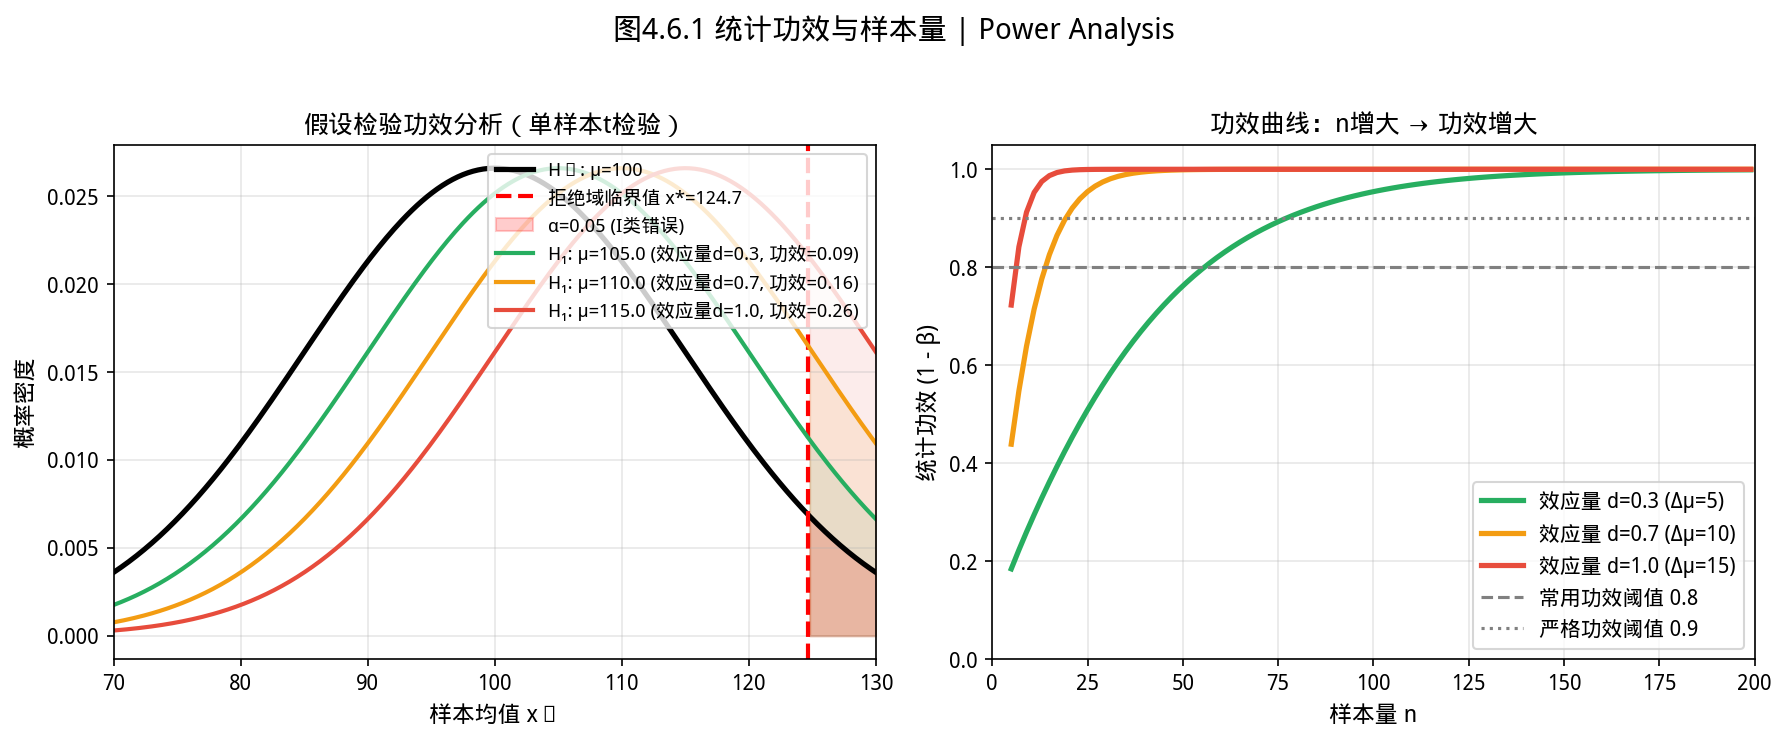 图4.6.1 统计功效与样本量 | Power Analysis
假设检验功效分析（单样本t检验）
概率密度
0.025
0.020
0.015
0.010
0.005
0.000
70 80 90 100 110 120 130
样本均值 x □
H □: μ=100
拒绝域临界值 x*=124.7
α=0.05 (I类错误)
H₁: μ=105.0 (效应量d=0.3, 功效=0.09)
H₁: μ=110.0 (效应量d=0.7, 功效=0.16)
H₁: μ=115.0 (效应量d=1.0, 功效=0.26)
功效曲线：n增大 → 功效增大
统计功效 (1 - β)
1.0
0.8
0.6
0.4
0.2
0.0
0 25 50 75 100 125 150 175 200
样本量 n
效应量 d=0.3 (Δμ=5)
效应量 d=0.7 (Δμ=10)
效应量 d=1.0 (Δμ=15)
常用功效阈值 0.8
严格功效阈值 0.9